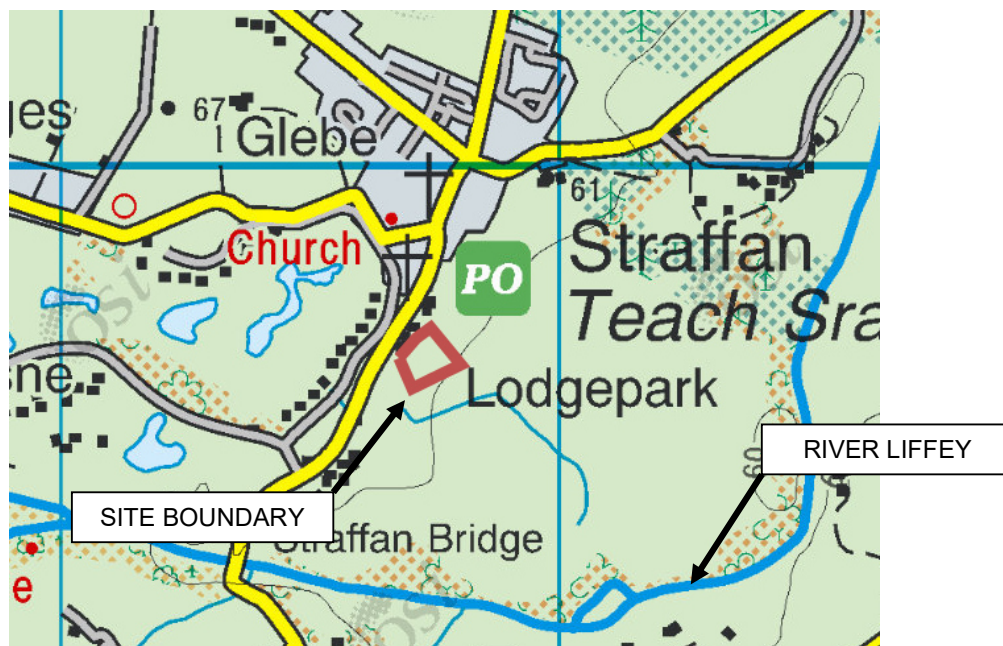 ges
67
Glebe
61
Church
PO
Straffan
Teach Sra
ne
Lodgepark
60
RIVER LIFFEY
SITE BOUNDARY
Straffan Bridge
e